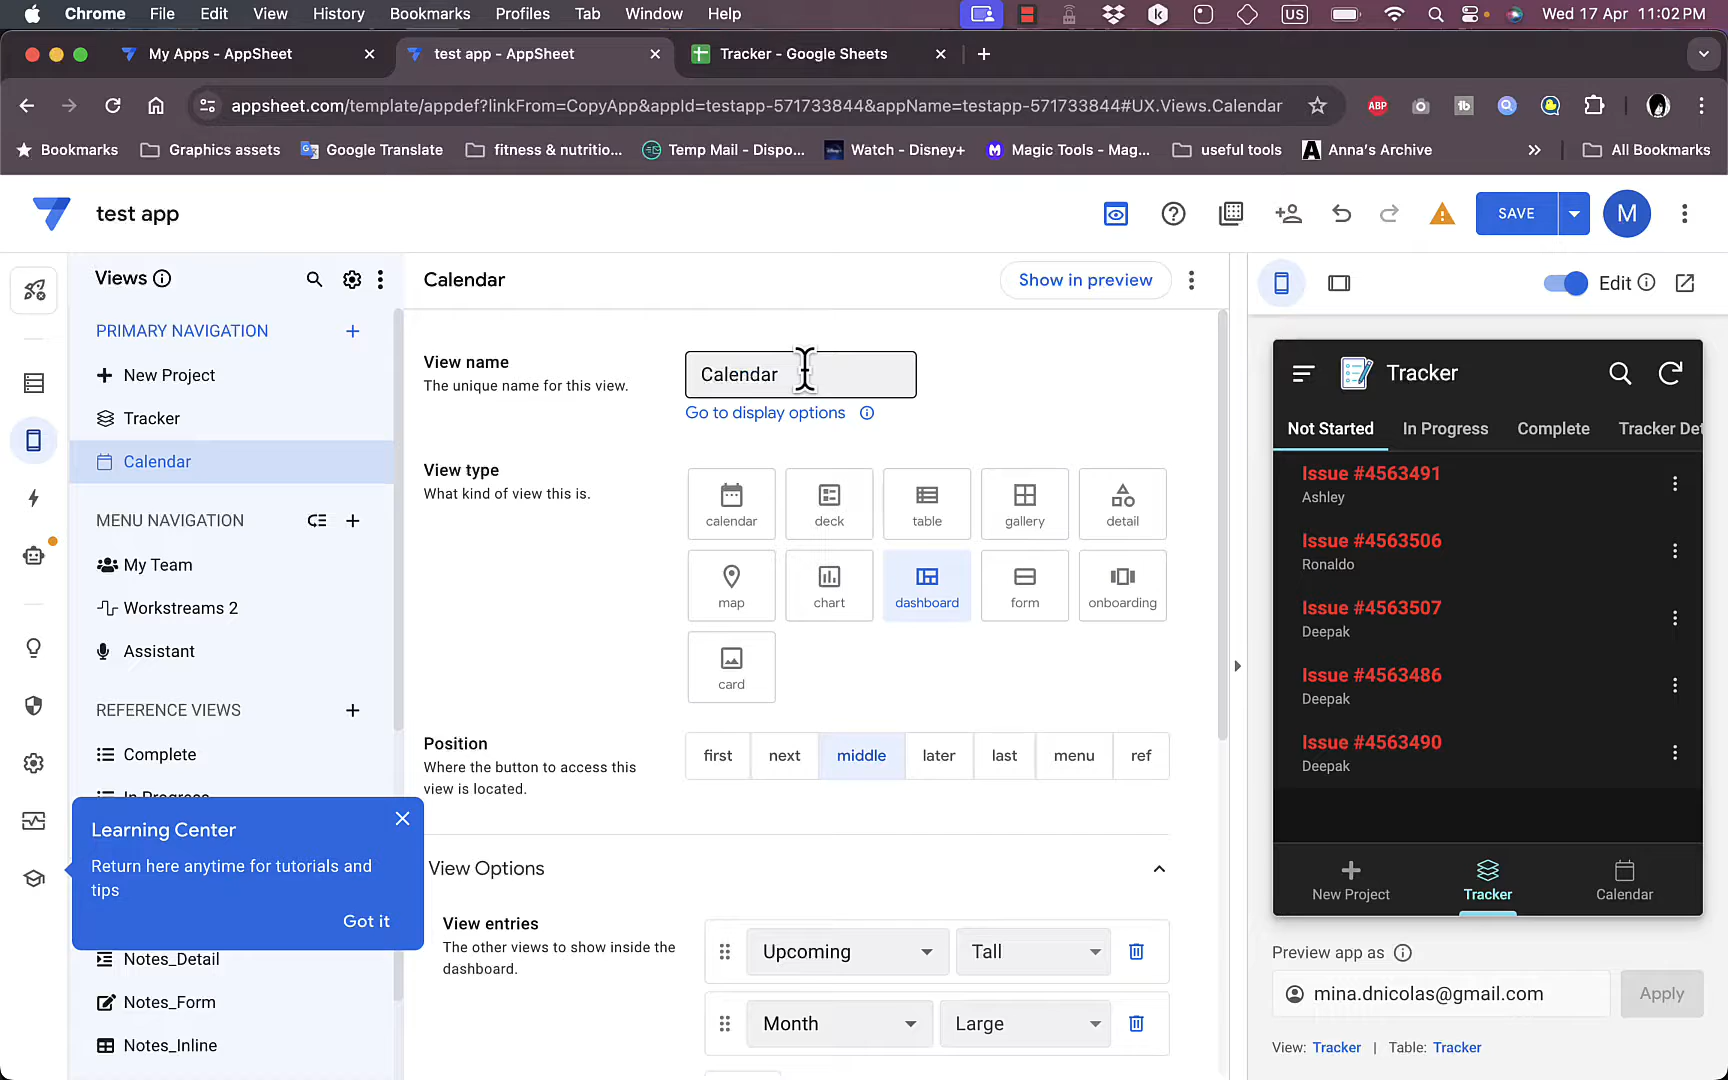 Chrome File Edit View History Bookmarks Profiles Tab Window Help US Wed 17 Apr 11:02 PM
My Apps - AppSheet test app - AppSheet Tracker - Google Sheets
appsheet.com/template/appdef?linkFrom=CopyApp&appId=testapp-571733844&appName=testapp-571733844#UX.Views.Calendar ABP tb
Bookmarks Graphics assets Google Translate fitness & nutritio... Temp Mail - Dispo... Watch - Disney+ Magic Tools - Mag... useful tools Anna's Archive All Bookmarks
test app SAVE M
Views
PRIMARY NAVIGATION
New Project
Tracker
Calendar
MENU NAVIGATION
My Team
Workstreams 2
Assistant
REFERENCE VIEWS
Complete
In Progress
Learning Center
Return here anytime for tutorials and
tips
Got it
Notes_Detail
Notes_Form
Notes_Inline
Calendar Show in preview
View name
The unique name for this view.
Calendar
Go to display options
View type
What kind of view this is.
calendar deck table gallery detail
map chart dashboard form onboarding
card
Position
Where the button to access this
view is located.
first next middle later last menu ref
View Options
View entries
The other views to show inside the
dashboard.
Upcoming Tall
Month Large
Edit
Tracker
Not Started In Progress Complete Tracker Det
Issue #4563491
Ashley
Issue #4563506
Ronaldo
Issue #4563507
Deepak
Issue #4563486
Deepak
Issue #4563490
Deepak
New Project Tracker Calendar
Preview app as
mina.dnicolas@gmail.com Apply
View: Tracker | Table: Tracker